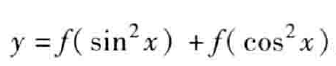 y = f( sin²x ) + f( cos²x )